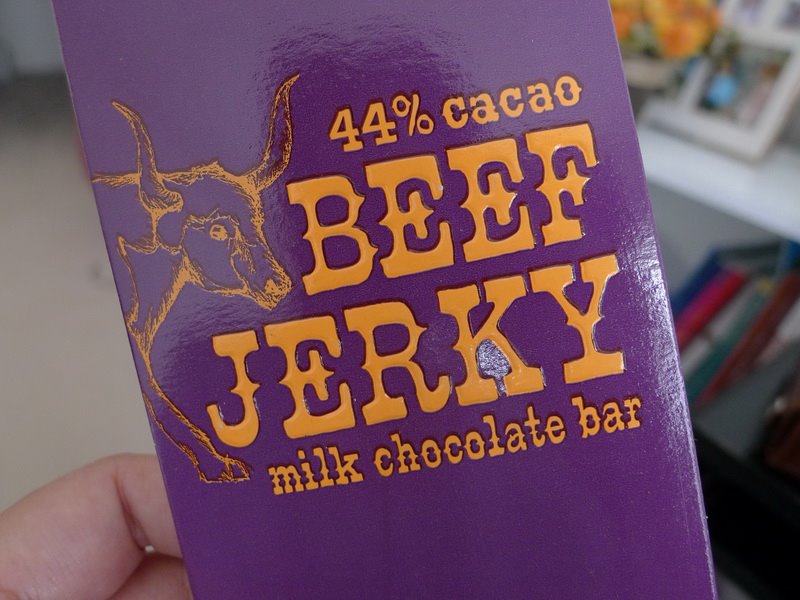 44% cacao
BEEF
JERKY
milk chocolate bar